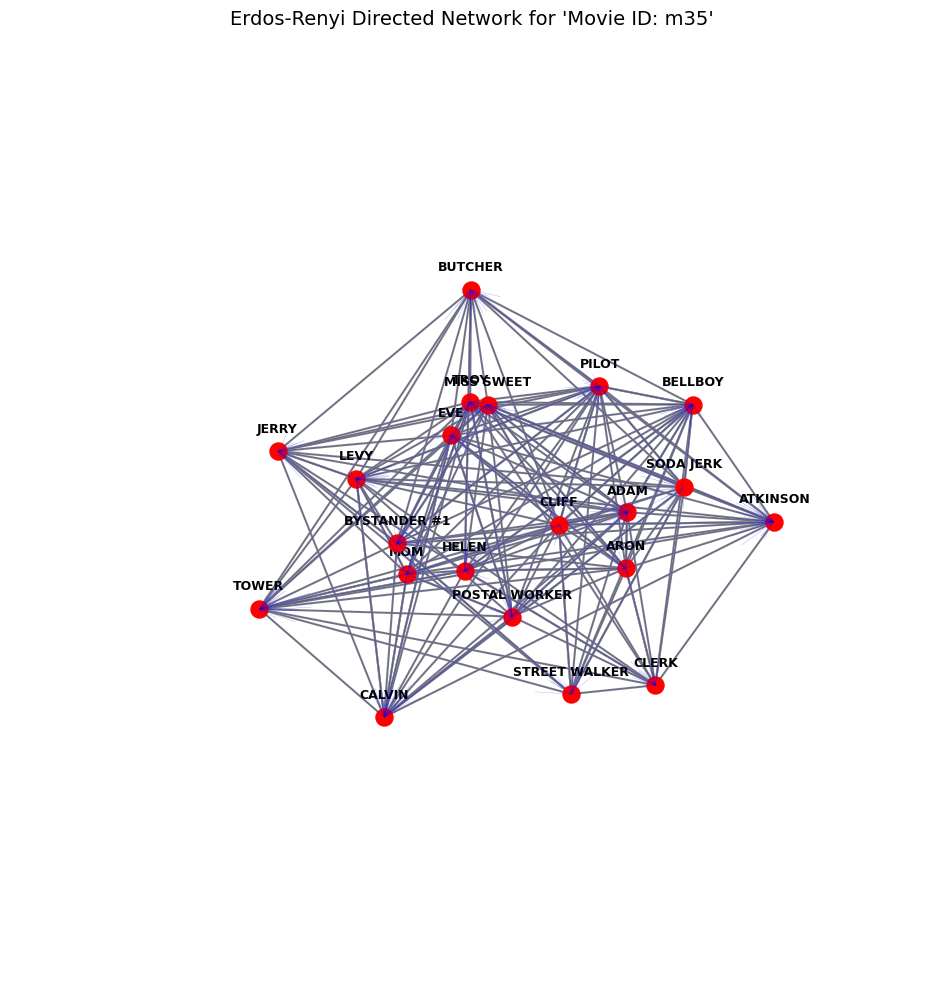 Erdos-Renyi Directed Network for 'Movie ID: m35'
BUTCHER
PILOT
TROY
MISS SWEET
BELLBOY
EVE
JERRY
LEVY
SODA JERK
ADAM
ATKINSON
CLIFF
BYSTANDER #1
ARON
HELEN
MOM
TOWER
POSTAL WORKER
CLERK
STREET WALKER
CALVIN